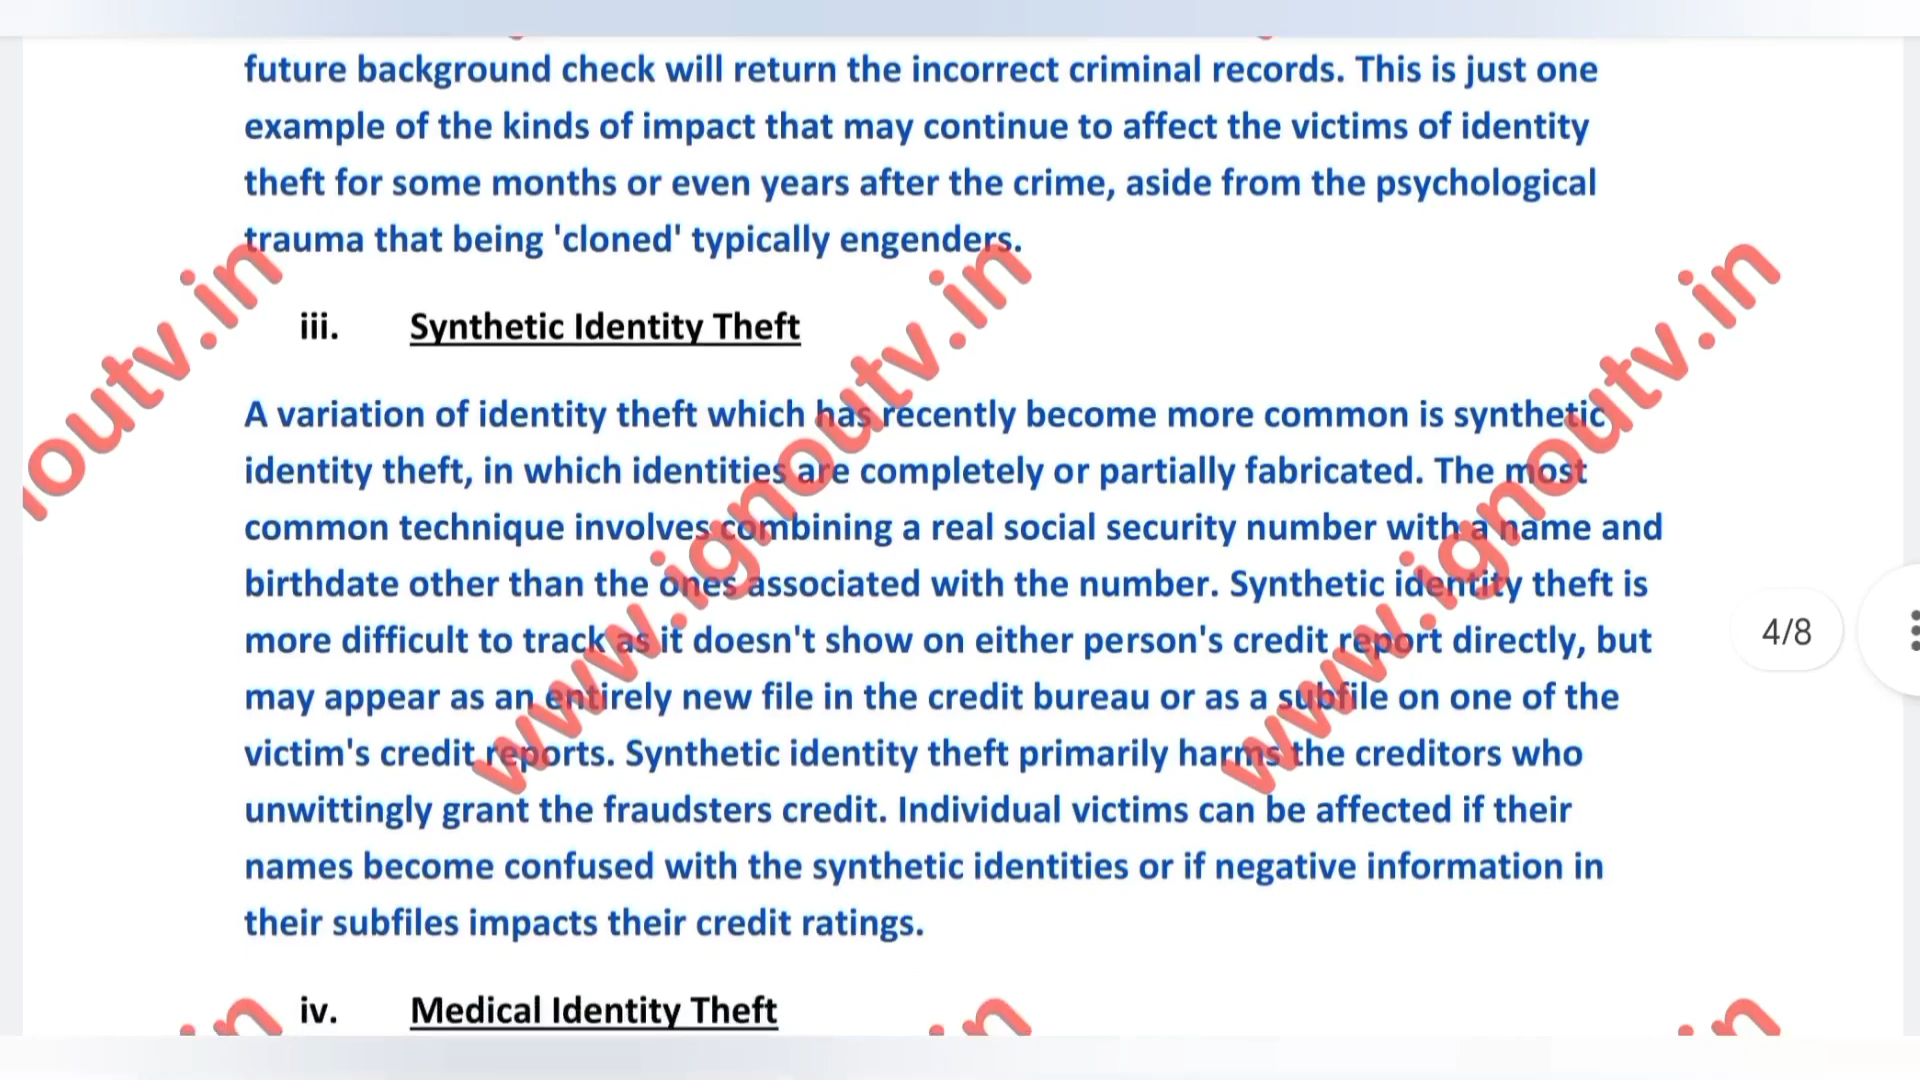 future background check will return the incorrect criminal records. This is just one
example of the kinds of impact that may continue to affect the victims of identity
theft for some months or even years after the crime, aside from the psychological
trauma that being 'cloned' typically engenders.
iii. Synthetic Identity Theft
A variation of identity theft which has recently become more common is synthetic
identity theft, in which identities are completely or partially fabricated. The most
common technique involves combining a real social security number with a name and
birthdate other than the ones associated with the number. Synthetic identity theft is
more difficult to track as it doesn't show on either person's credit report directly, but
may appear as an entirely new file in the credit bureau or as a subfile on one of the
victim's credit reports. Synthetic identity theft primarily harms the creditors who
unwittingly grant the fraudsters credit. Individual victims can be affected if their
names become confused with the synthetic identities or if negative information in
their subfiles impacts their credit ratings.
iv. Medical Identity Theft
4/8
outv.in
www.ignoutv.in
www.ignoutv.in
in
in
in